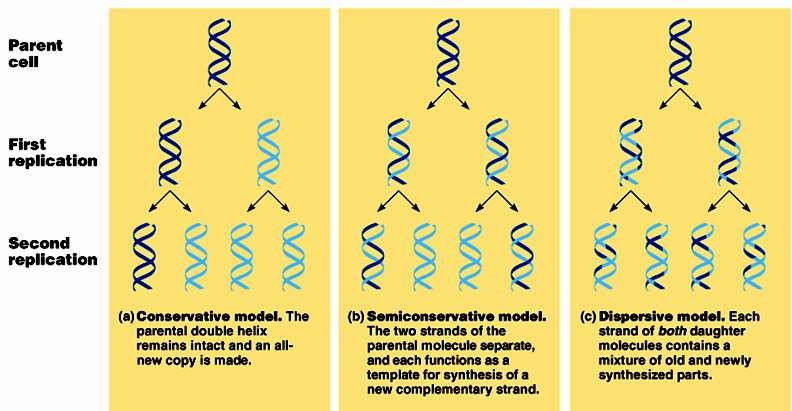 Parent
cell
First
replication
Second
replication
(a) Conservative model. The
parental double helix
remains intact and an all-
new copy is made.
(b) Semiconservative model.
The two strands of the
parental molecule separate,
and each functions as a
template for synthesis of a
new complementary strand.
(c) Dispersive model. Each
strand of both daughter
molecules contains a
mixture of old and newly
synthesized parts.